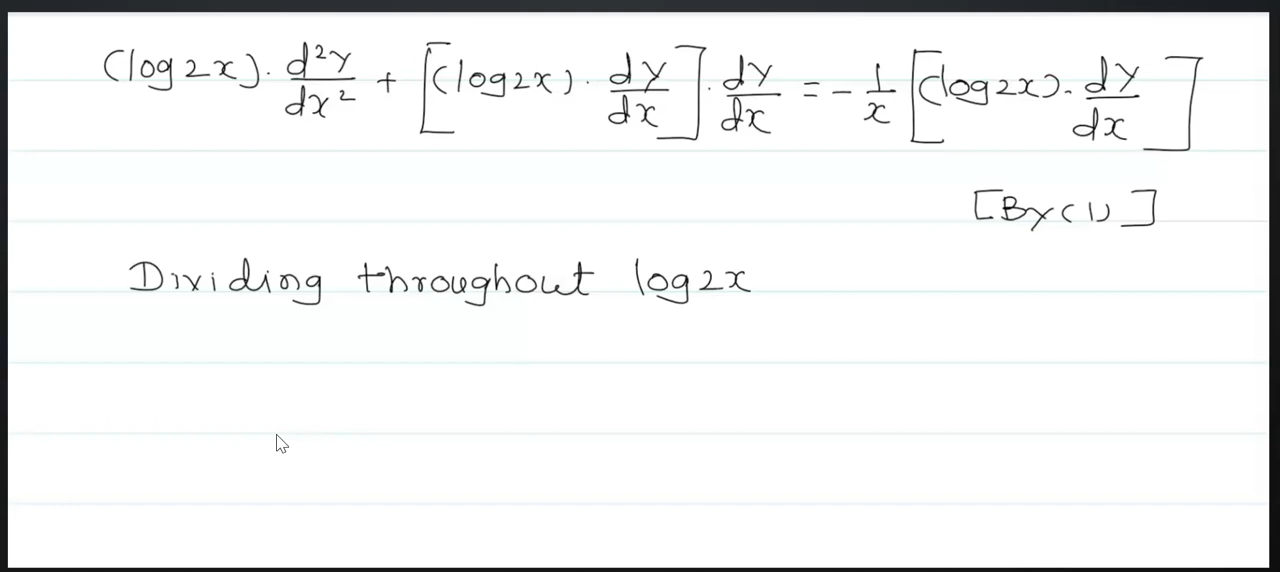 (log 2x) · d²y/dx² + [(log 2x) · dy/dx] · dy/dx = - 1/x [(log 2x) · dy/dx]
[By (1)]
Dividing throughout log 2x